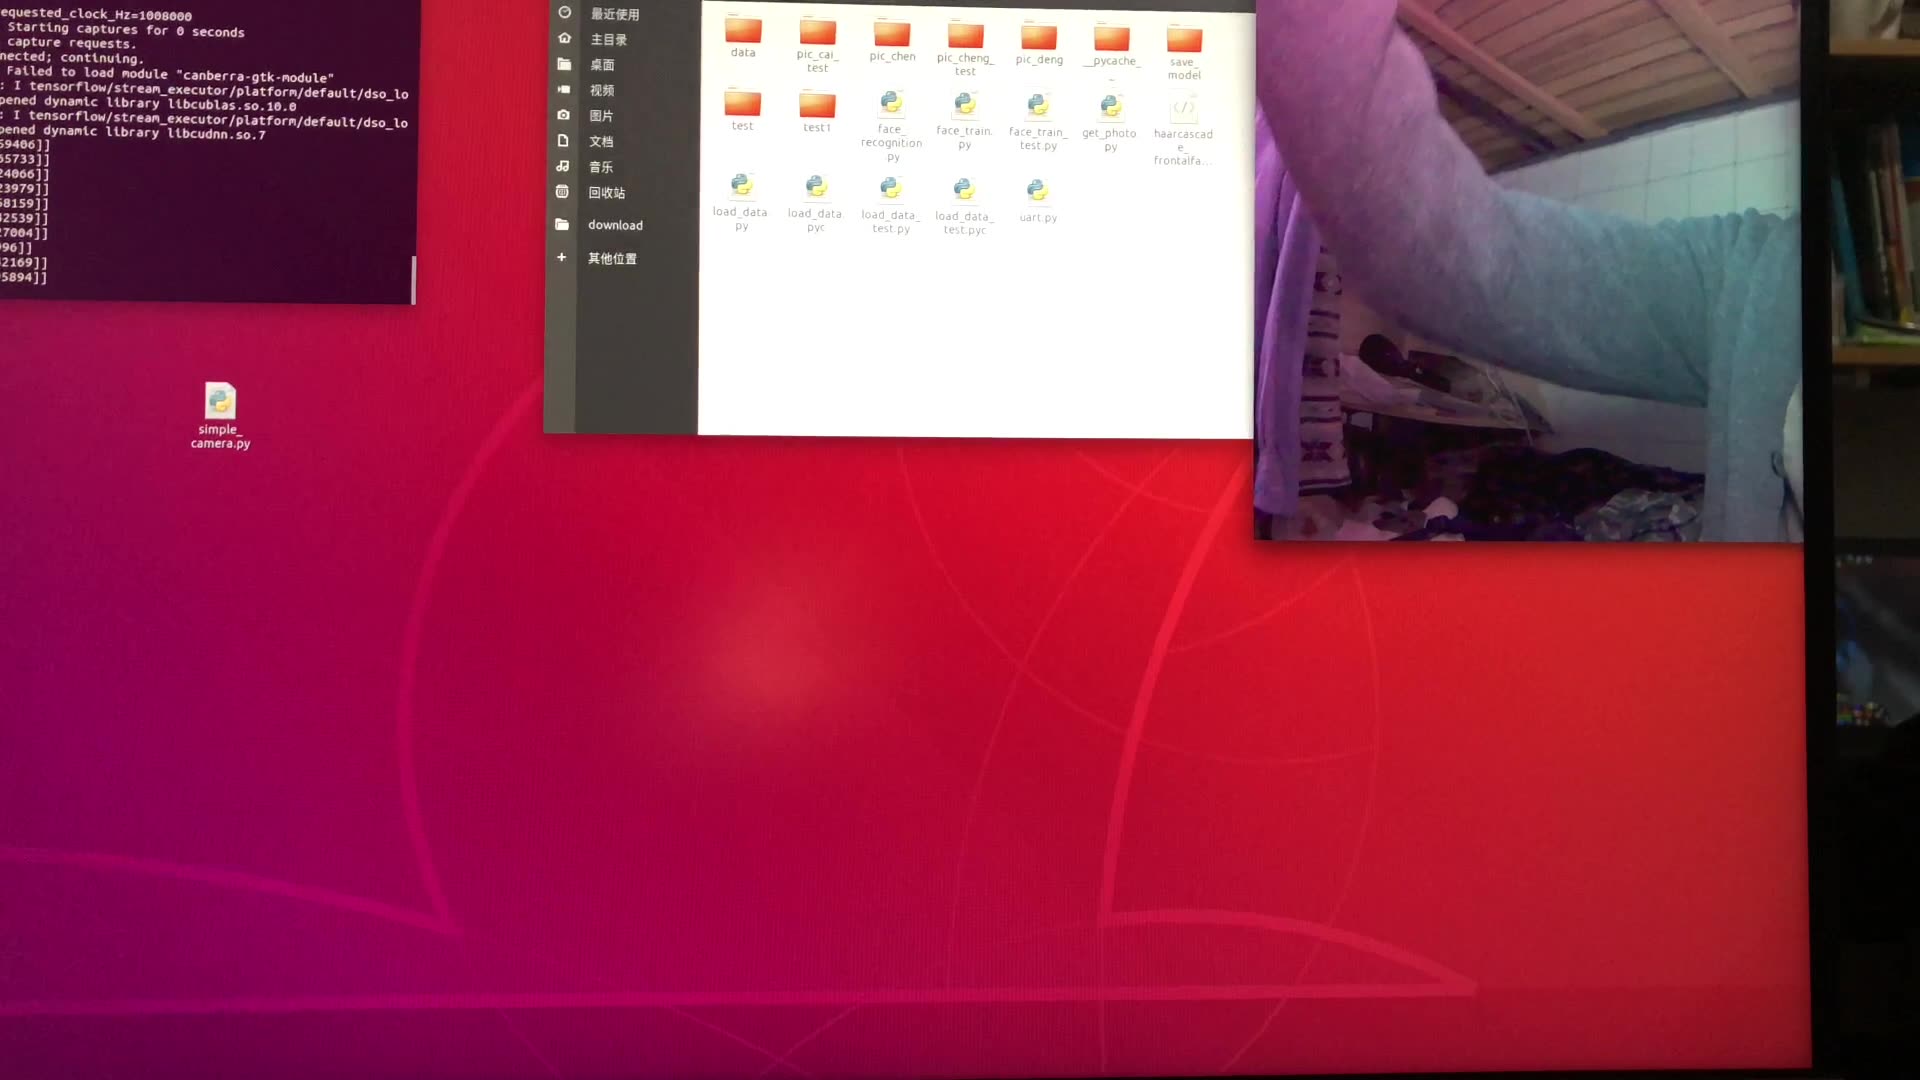 equested_clock_Hz=1008000
Starting captures for 0 seconds
capture requests.
nected; continuing.
Failed to load module "canberra-gtk-module"
: I tensorflow/stream_executor/platform/default/dso_lo
pened dynamic library libcublas.so.10.0
: I tensorflow/stream_executor/platform/default/dso_lo
pened dynamic library libcudnn.so.7
59406]]
65733]]
24066]]
23979]]
58159]]
42539]]
27004]]
96]]
42169]]
5894]]
simple_
camera.py
最近使用
主目录
桌面
视频
图片
文档
音乐
回收站
download
其他位置
data
pic_cai_
test
pic_chen
pic_cheng_
test
pic_deng
__pycache_
_
save_
model
test
test1
face_
recognition.
py
face_train.
py
face_train_
test.py
get_photo.
py
haarcascad
e_
frontalfa...
load_data.
py
load_data.
pyc
load_data_
test.py
load_data_
test.pyc
uart.py